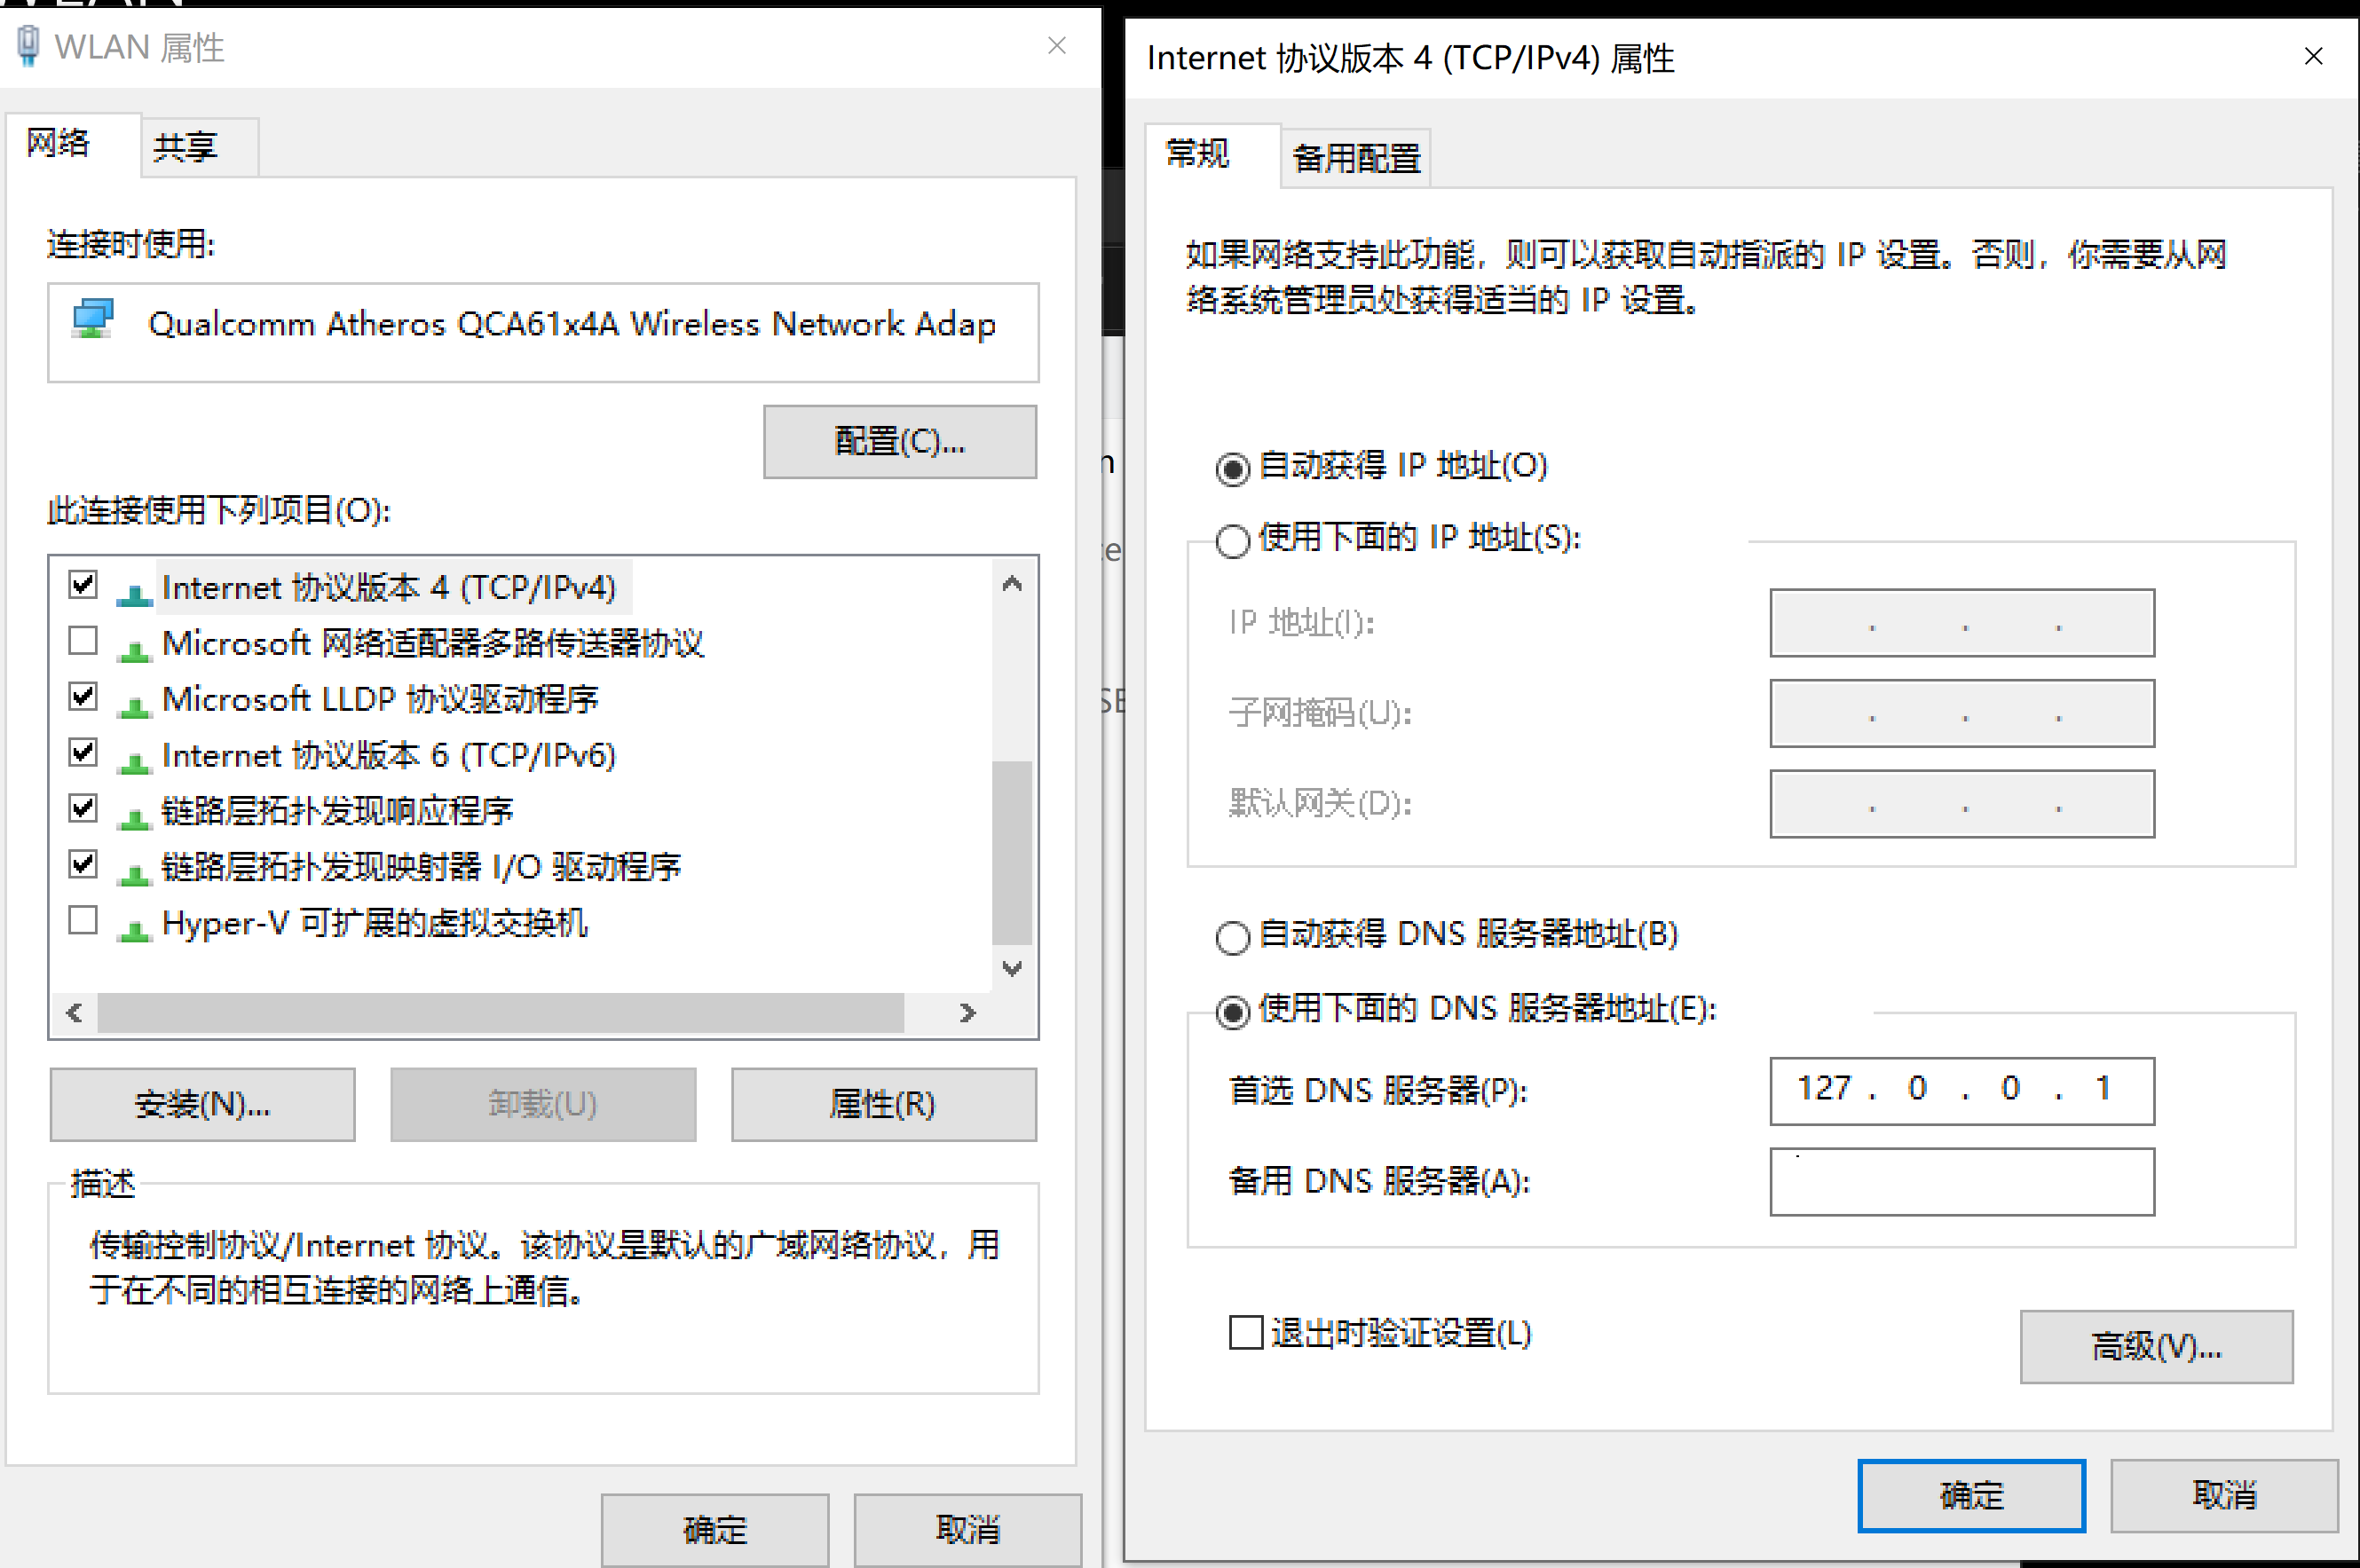 WLAN 属性
网络
共享
连接时使用:
Qualcomm Atheros QCA61x4A Wireless Network Adap
配置(C)...
此连接使用下列项目(O):
Internet 协议版本 4 (TCP/IPv4)
Microsoft 网络适配器多路传送器协议
Microsoft LLDP 协议驱动程序
Internet 协议版本 6 (TCP/IPv6)
链路层拓扑发现响应程序
链路层拓扑发现映射器 I/O 驱动程序
Hyper-V 可扩展的虚拟交换机
安装(N)...
卸载(U)
属性(R)
描述
传输控制协议/Internet 协议。该协议是默认的广域网络协议，用
于在不同的相互连接的网络上通信。
确定
取消
Internet 协议版本 4 (TCP/IPv4) 属性
常规
备用配置
如果网络支持此功能，则可以获取自动指派的 IP 设置。否则，你需要从网
络系统管理员处获得适当的 IP 设置。
自动获得 IP 地址(O)
使用下面的 IP 地址(S):
IP 地址(I):
子网掩码(U):
默认网关(D):
自动获得 DNS 服务器地址(B)
使用下面的 DNS 服务器地址(E):
首选 DNS 服务器(P):
127 . 0 . 0 . 1
备用 DNS 服务器(A):
退出时验证设置(L)
高级(V)...
确定
取消